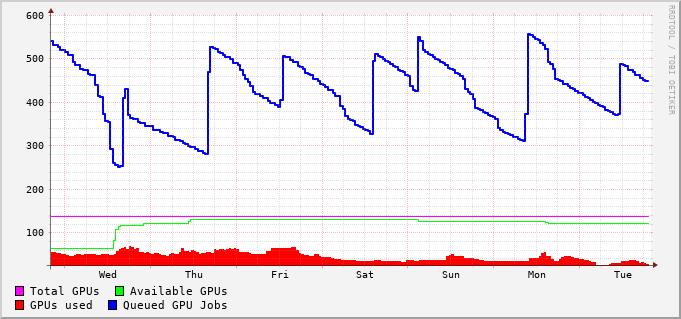 600
500
400
300
200
100
Wed Thu Fri Sat Sun Mon Tue
Total GPUs Available GPUs
GPUs used Queued GPU Jobs
RRDTOOL / TOBI OETIKER